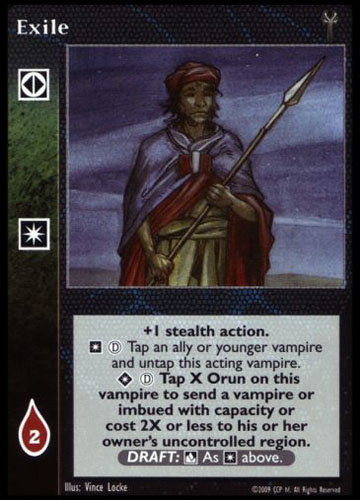 Exile
+1 stealth action.
D Tap an ally or younger vampire
and untap this acting vampire.
D Tap X Orun on this
vampire to send a vampire or
imbued with capacity or
cost 2X or less to his or her
owner's uncontrolled region.
DRAFT: As above.
2
Illus: Vince Locke ©2009 CCP hf. All Rights Reserved